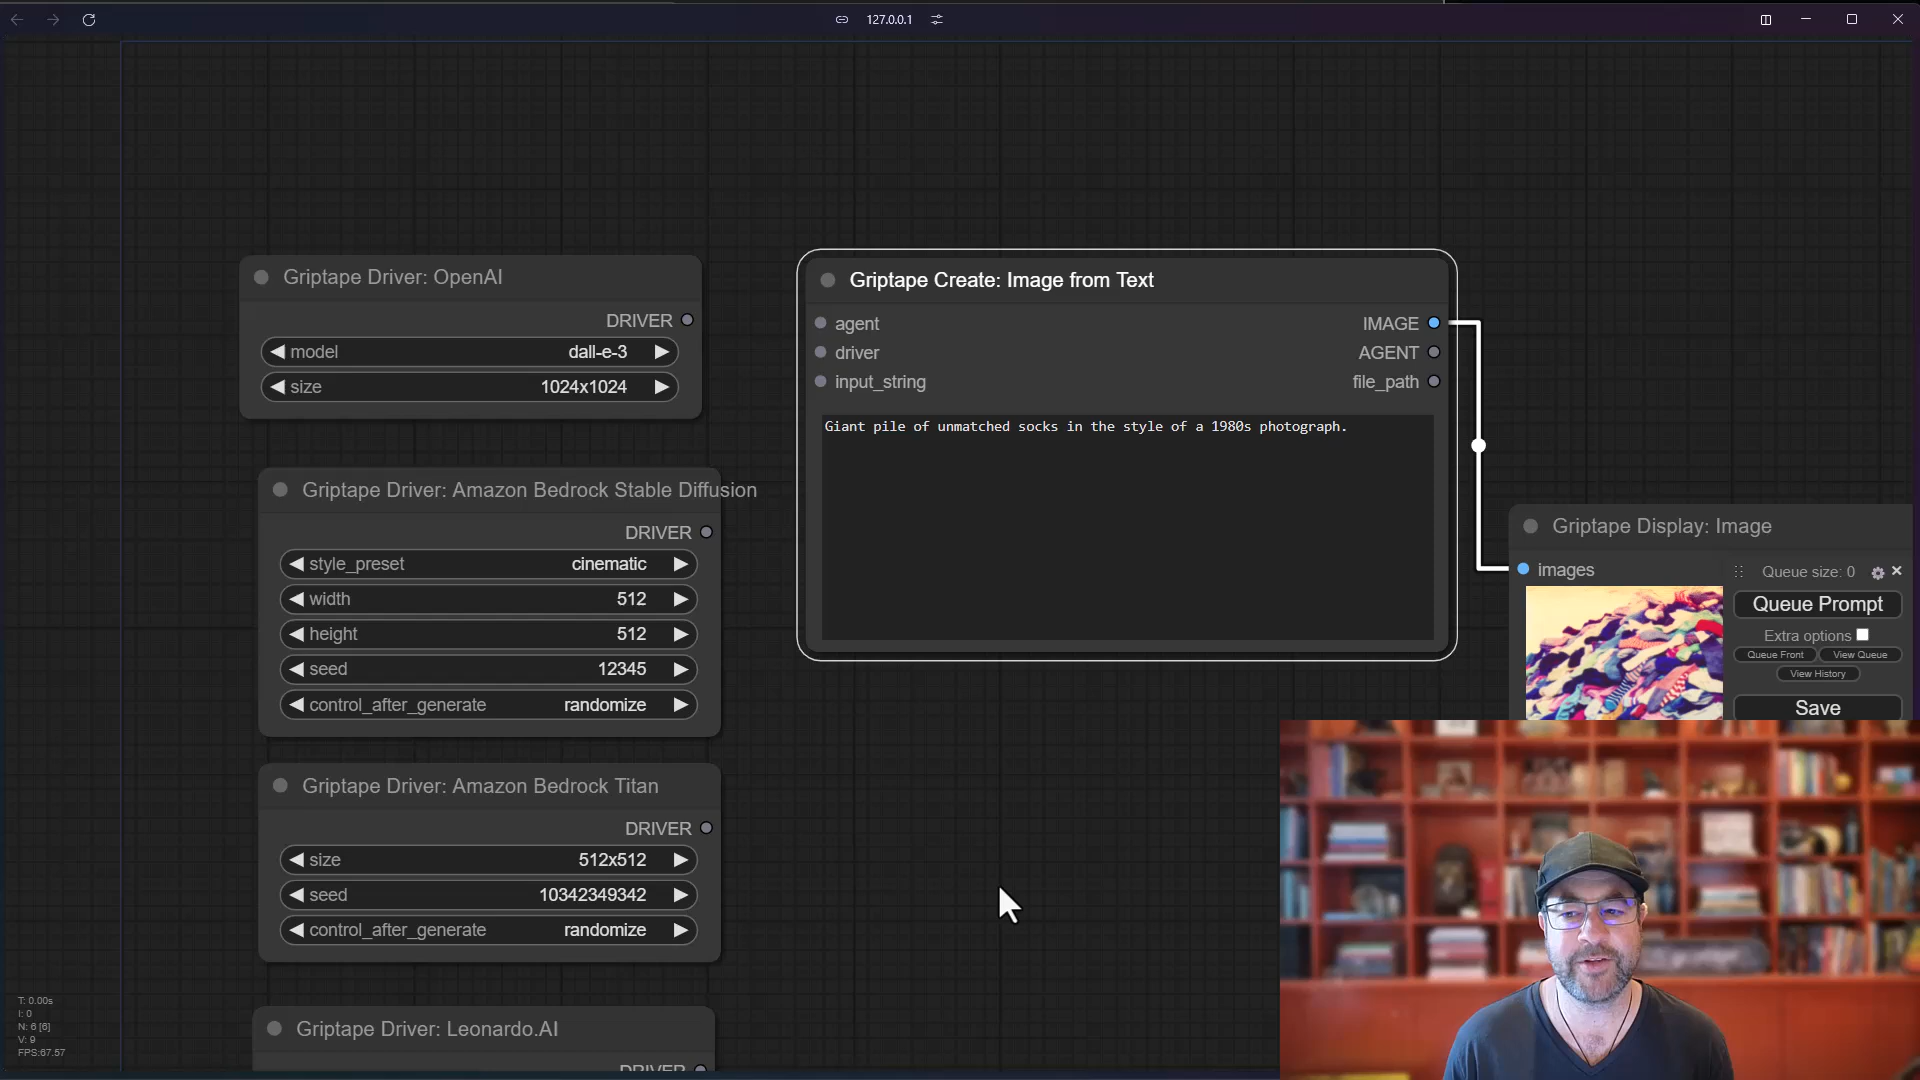 127.0.0.1
Griptape Driver: OpenAI
DRIVER
model dall-e-3
size 1024x1024
Griptape Driver: Amazon Bedrock Stable Diffusion
DRIVER
style_preset cinematic
width 512
height 512
seed 12345
control_after_generate randomize
Griptape Driver: Amazon Bedrock Titan
DRIVER
size 512x512
seed 10342349342
control_after_generate randomize
Griptape Driver: Leonardo.AI
DRIVER
Griptape Create: Image from Text
agent IMAGE
driver AGENT
input_string file_path
Giant pile of unmatched socks in the style of a 1980s photograph.
Griptape Display: Image
images
Queue size: 0
Queue Prompt
Extra options
Queue Front View Queue
View History
Save
T: 0.00s
I: 0
N: 6 [6]
V: 9
FPS:67.57